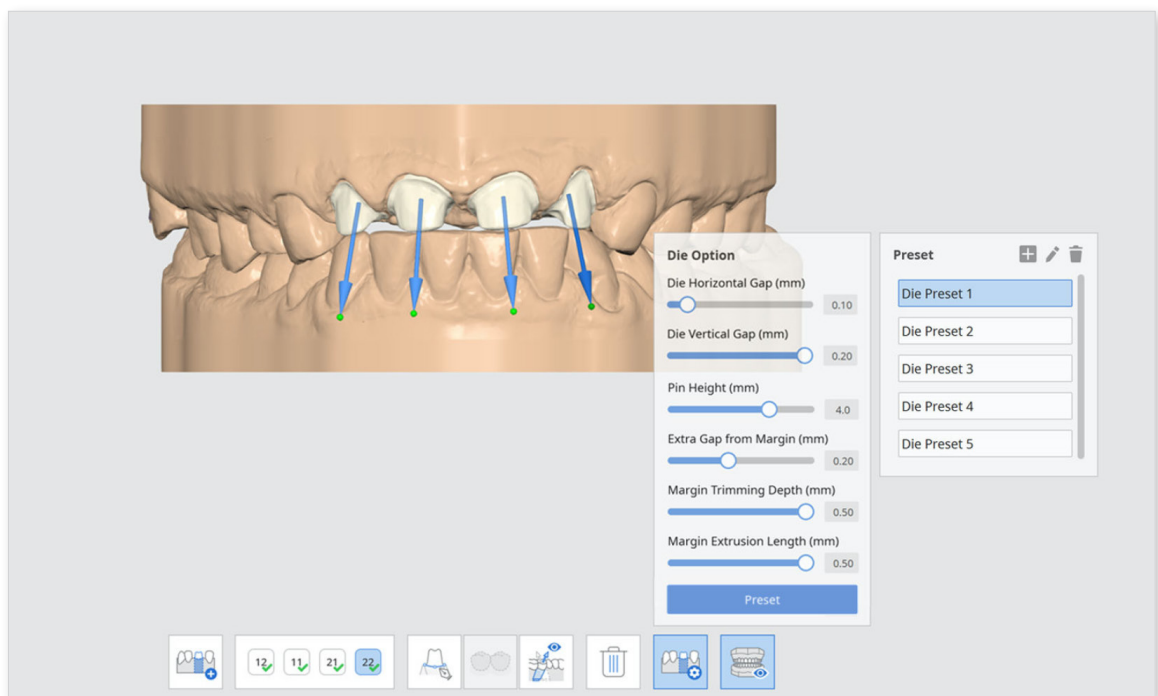 Die Option
Die Horizontal Gap (mm)
0.10
Die Vertical Gap (mm)
0.20
Pin Height (mm)
4.0
Extra Gap from Margin (mm)
0.20
Margin Trimming Depth (mm)
0.50
Margin Extrusion Length (mm)
0.50
Preset
Preset
Die Preset 1
Die Preset 2
Die Preset 3
Die Preset 4
Die Preset 5
12 11 21 22